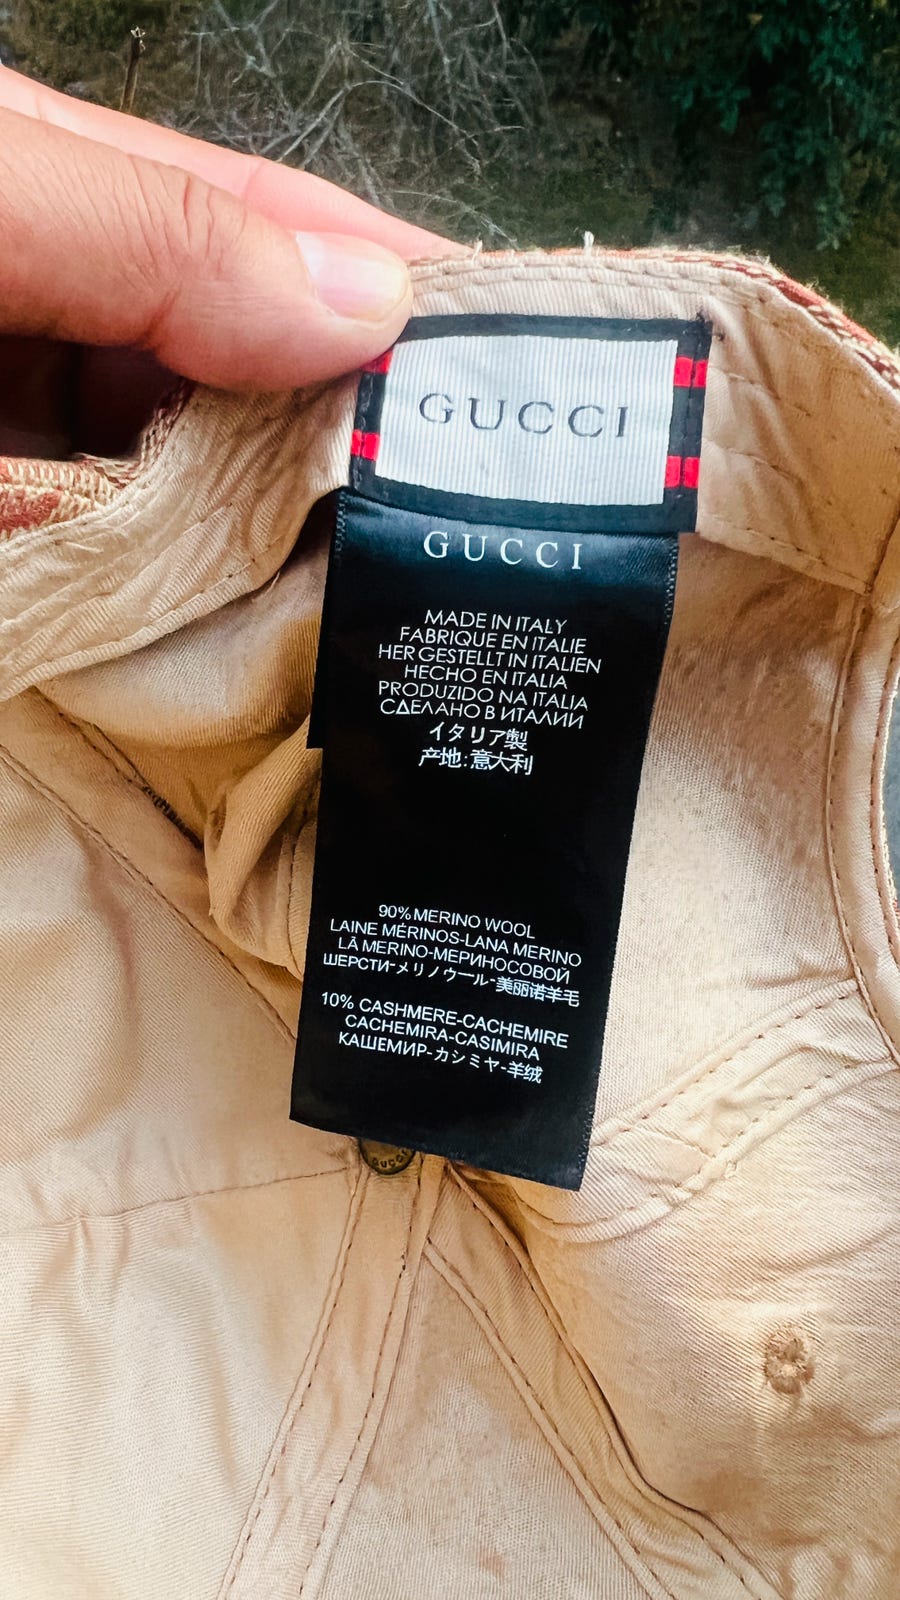 GUCCI
GUCCI
MADE IN ITALY
FABRIQUE EN ITALIE
HER GESTELLT IN ITALIEN
HECHO EN ITALIA
PRODUZIDO NA ITALIA
СДЕЛАНО В ИТАЛИИ
イタリア製
产地:意大利
90% MERINO WOOL
LAINE MÉRINOS-LANA MERINO
LÀ MERINO-МЕРИНОСОВОЙ
ШЕРСТИ-メリノウール-美丽诺羊毛
10% CASHMERE-CACHEMIRE
CACHEMIRA-CASIMIRA
КАШЕМИР-カシミヤ-羊绒
GUCCI